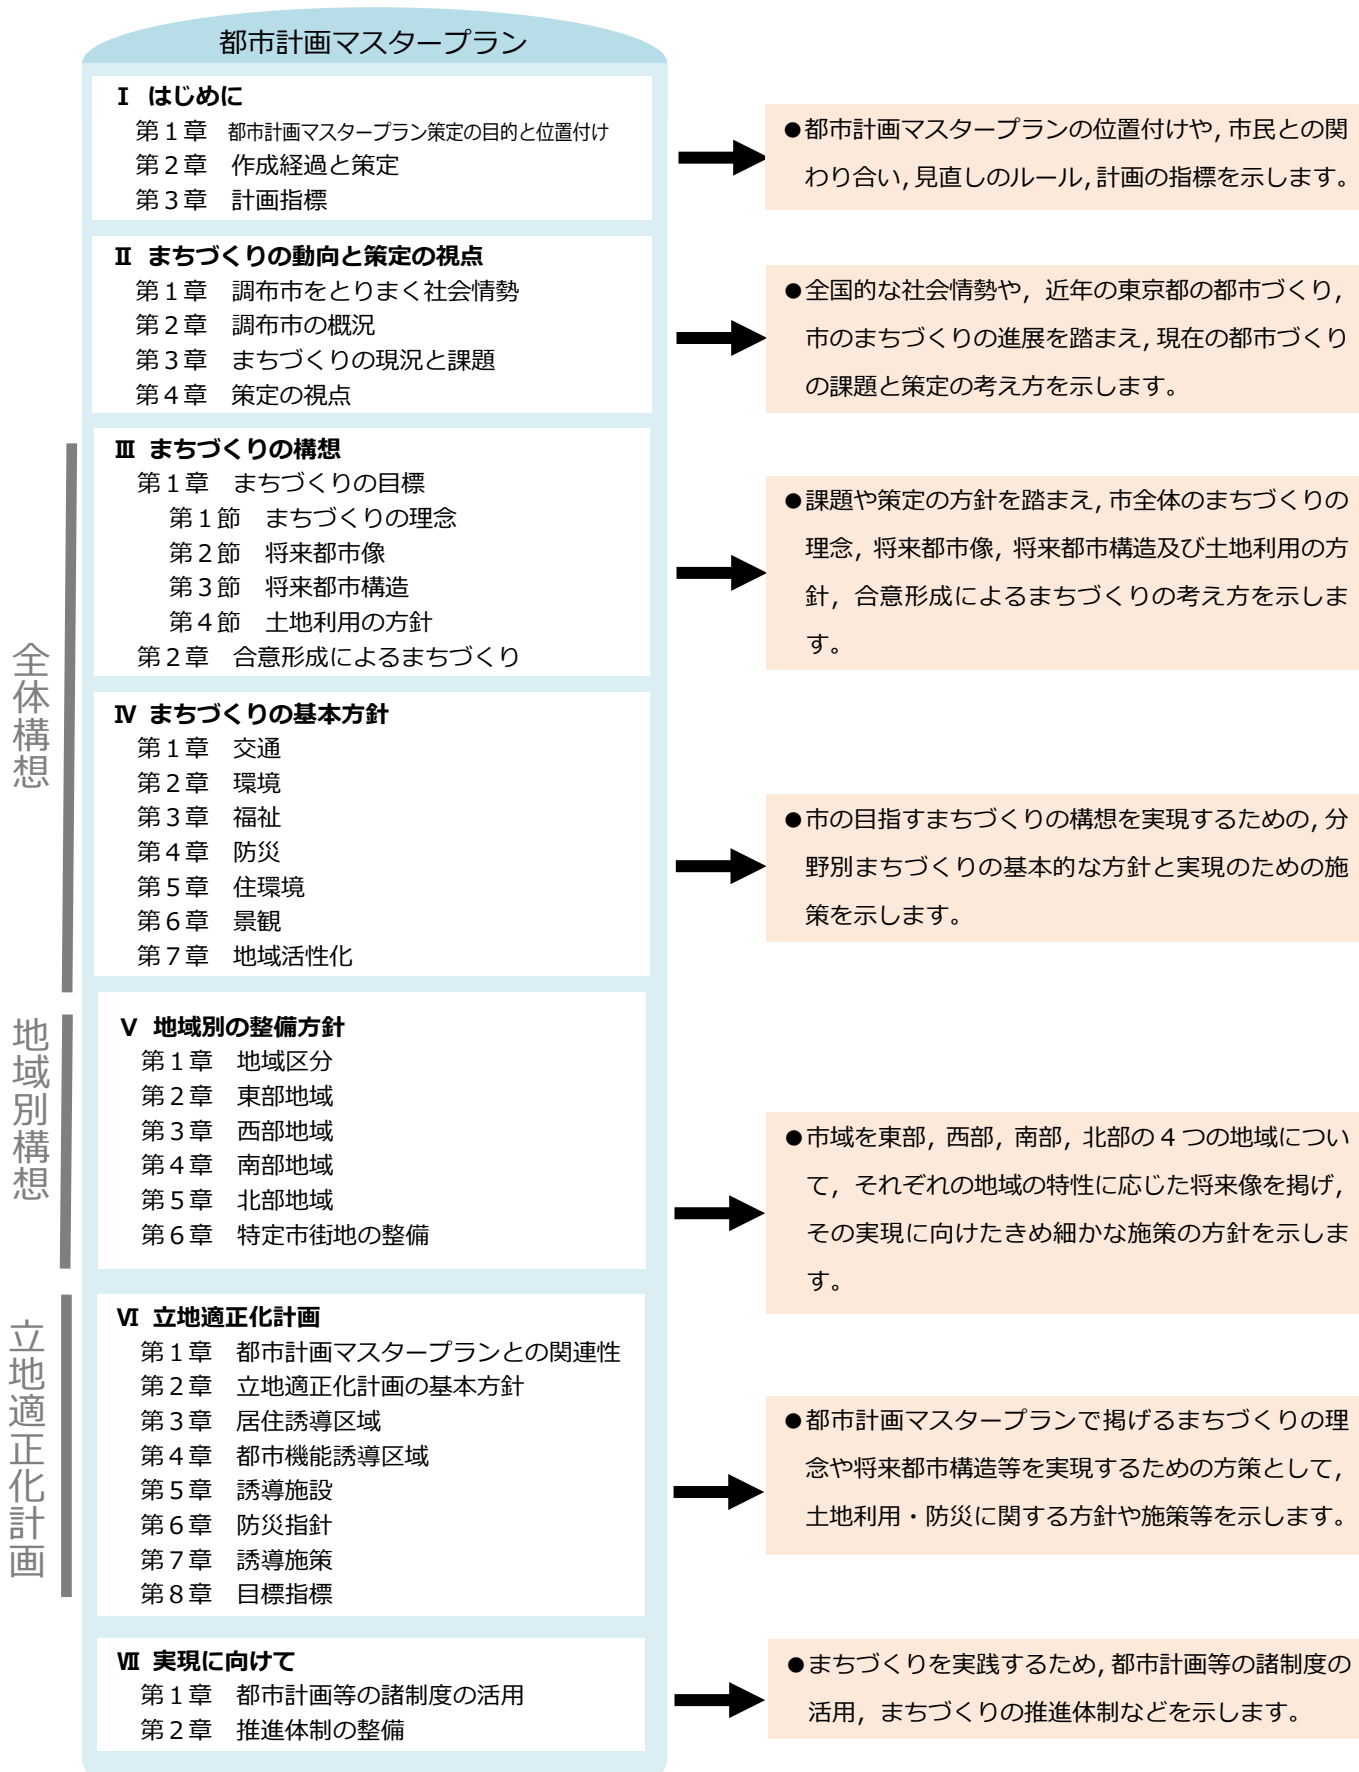 都市計画マスタープラン
Ⅰ はじめに
第１章　都市計画マスタープラン策定の目的と位置付け
第２章　作成経過と策定
第３章　計画指標
●都市計画マスタープランの位置付けや，市民との関
わり合い，見直しのルール，計画の指標を示します。
Ⅱ まちづくりの動向と策定の視点
第１章　調布市をとりまく社会情勢
第２章　調布市の概況
第３章　まちづくりの現況と課題
第４章　策定の視点
●全国的な社会情勢や，近年の東京都の都市づくり，
市のまちづくりの進展を踏まえ，現在の都市づくり
の課題と策定の考え方を示します。
全体構想
Ⅲ まちづくりの構想
第１章　まちづくりの目標
第１節　まちづくりの理念
第２節　将来都市像
第３節　将来都市構造
第４節　土地利用の方針
第２章　合意形成によるまちづくり
●課題や策定の方針を踏まえ，市全体のまちづくりの
理念，将来都市像，将来都市構造及び土地利用の方
針，合意形成によるまちづくりの考え方を示しま
す。
Ⅳ まちづくりの基本方針
第１章　交通
第２章　環境
第３章　福祉
第４章　防災
第５章　住環境
第６章　景観
第７章　地域活性化
●市の目指すまちづくりの構想を実現するための，分
野別まちづくりの基本的な方針と実現のための施
策を示します。
地域別構想
Ⅴ 地域別の整備方針
第１章　地域区分
第２章　東部地域
第３章　西部地域
第４章　南部地域
第５章　北部地域
第６章　特定市街地の整備
●市域を東部，西部，南部，北部の４つの地域につい
て，それぞれの地域の特性に応じた将来像を掲げ，
その実現に向けたきめ細かな施策の方針を示しま
す。
立地適正化計画
Ⅵ 立地適正化計画
第１章　都市計画マスタープランとの関連性
第２章　立地適正化計画の基本方針
第３章　居住誘導区域
第４章　都市機能誘導区域
第５章　誘導施設
第６章　防災指針
第７章　誘導施策
第８章　目標指標
●都市計画マスタープランで掲げるまちづくりの理
念や将来都市構造等を実現するための方策として，
土地利用・防災に関する方針や施策等を示します。
Ⅶ 実現に向けて
第１章　都市計画等の諸制度の活用
第２章　推進体制の整備
●まちづくりを実践するため，都市計画等の諸制度の
活用，まちづくりの推進体制などを示します。